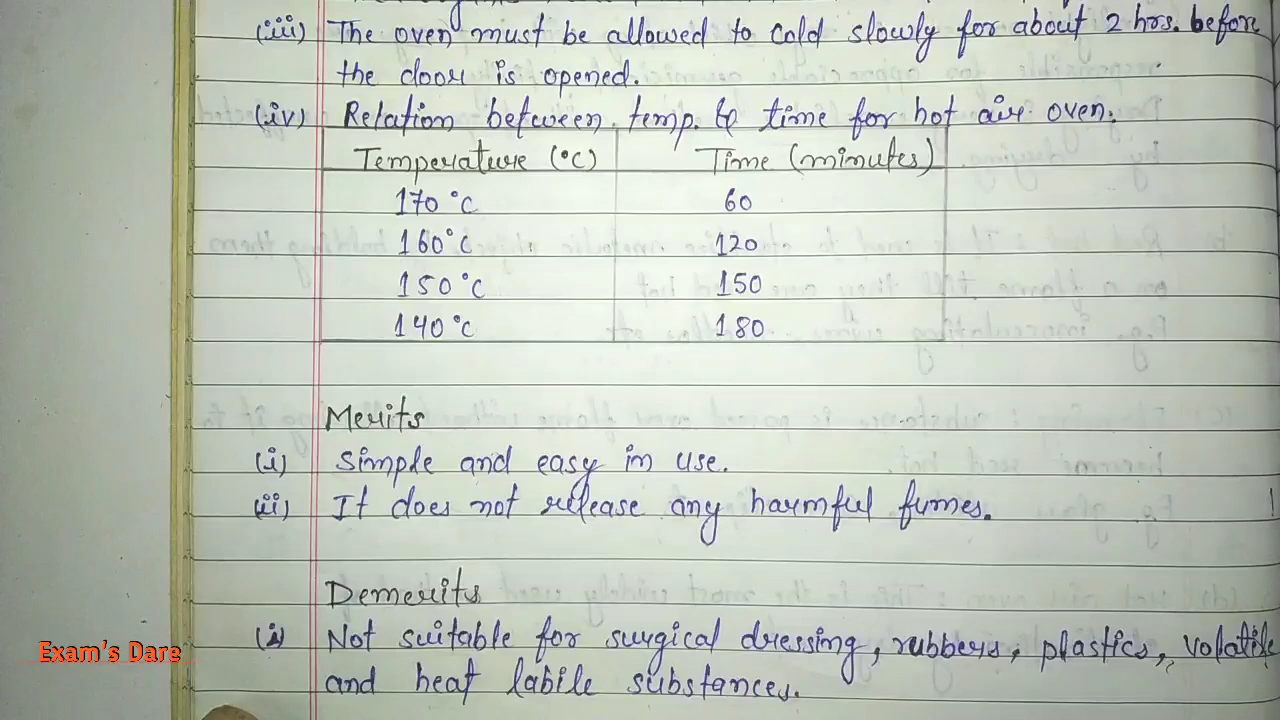 (iii) The oven must be allowed to cold slowly for about 2 hrs. before
the door is opened.
(iv) Relation between temp. & time for hot air oven.
Temperature (°C) Time (minutes)
170 °C 60
160°C 120
150 °C 150
140 °C 180
Merits
(i) Simple and easy in use.
(ii) It does not release any harmful fumes.
Demerits
(i) Not suitable for surgical dressing, rubbers, plastics, volatile
and heat labile substances.
Exam's Dare